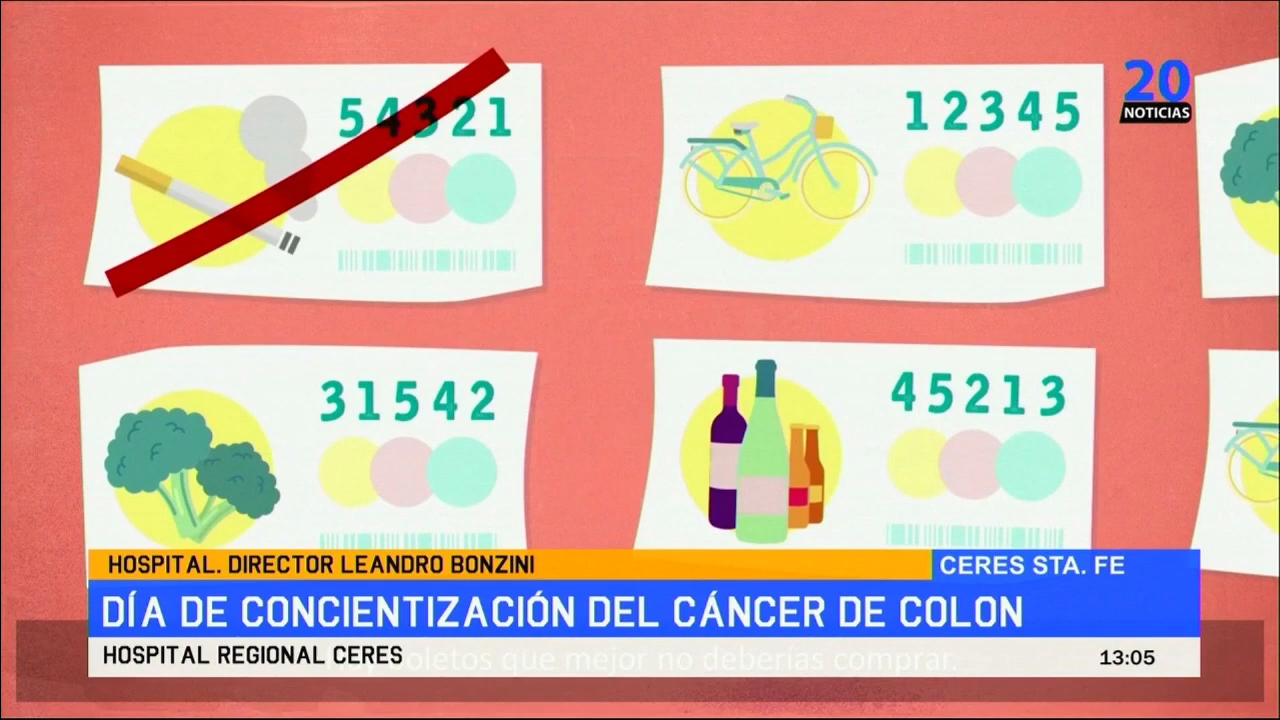 54321
12345
20
NOTICIAS
31542
45213
HOSPITAL. DIRECTOR LEANDRO BONZINI
CERES STA. FE
DÍA DE CONCIENTIZACIÓN DEL CÁNCER DE COLON
HOSPITAL REGIONAL CERES
oletos que mejor no deberías comprar.
13:05